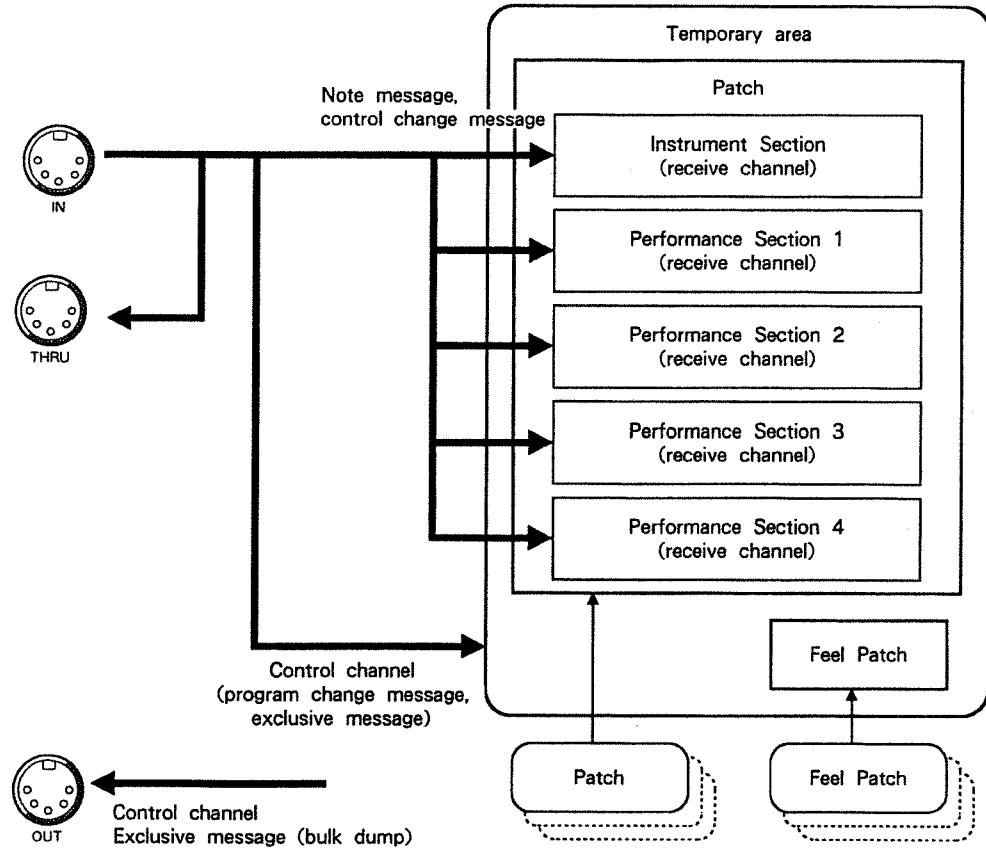 Temporary area
Patch
Note message,
control change message
Instrument Section
(receive channel)
IN
Performance Section 1
(receive channel)
Performance Section 2
(receive channel)
THRU
Performance Section 3
(receive channel)
Performance Section 4
(receive channel)
Feel Patch
Control channel
(program change message,
exclusive message)
Patch
Feel Patch
OUT
Control channel
Exclusive message (bulk dump)